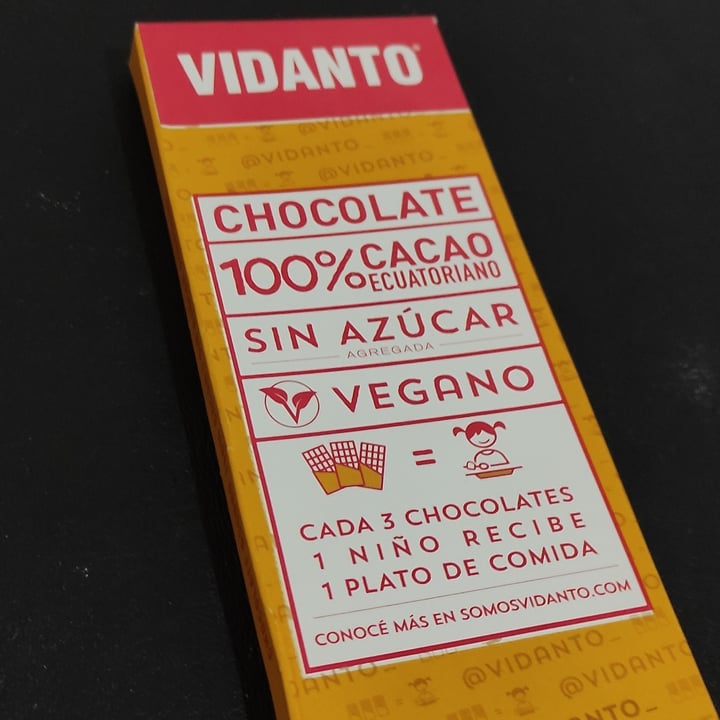 VIDANTO
@VIDANTO_
@VIDANTO_
CHOCOLATE
100% CACAO
ECUATORIANO
SIN AZÚCAR
AGREGADA
VEGANO
=
CADA 3 CHOCOLATES
1 NIÑO RECIBE
1 PLATO DE COMIDA
CONOCÉ MÁS EN SOMOSVIDANTO.COM
@VIDANTO_
@VIDANTO